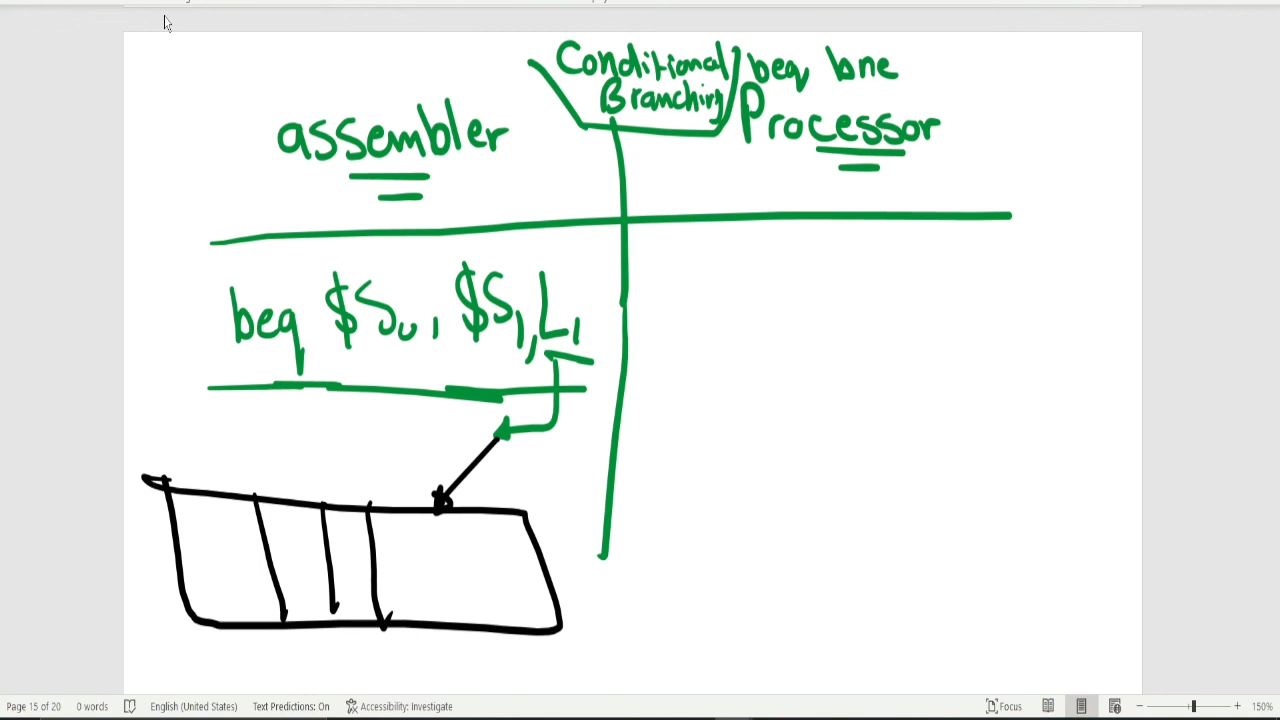 Conditional
Branching
beq bne
assembler
Processor
beq $S0, $S1, L1
Page 15 of 20
0 words
English (United States)
Text Predictions: On
Accessibility: Investigate
Focus
150%